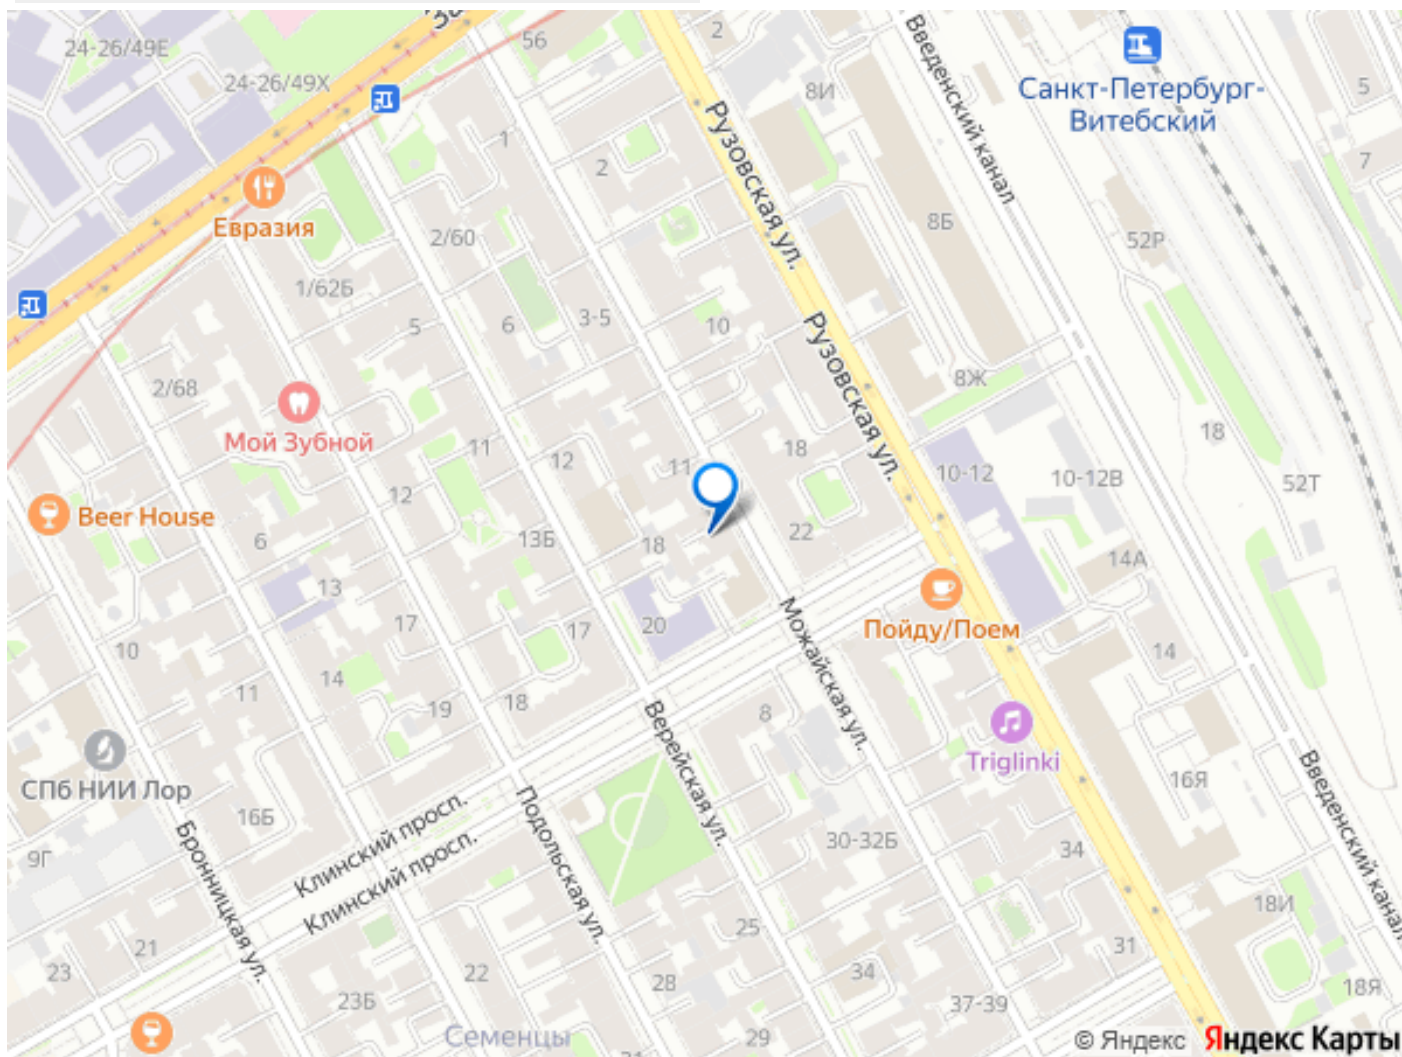 24-26/49Е
24-26/49Х
56
2
8И
Введенский канал
Санкт-Петербург-
Витебский
5
7
Рузовская ул.
1
2
Евразия
2/60
8Б
52Р
1/62Б
5
6
3-5
10
Рузовская ул.
8Ж
2/68
Мой Зубной
11
12
11
18
10-12
10-12В
18
52Т
Beer House
12
6
13Б
18
22
14А
13
17
17
20
Можайская ул.
Пойду/Поем
14
10
11
14
19
18
8
Верейская ул.
Triglinki
СПб НИИ Лор
16Б
Клинский просп.
Клинский просп.
Подольская ул.
16Я
Введенский канал
9Г
Бронницкая ул.
30-32Б
34
18И
21
23
25
31
22
28
34
37-39
18Я
23Б
Семенцы
29
31
© Яндекс Яндекс Карты